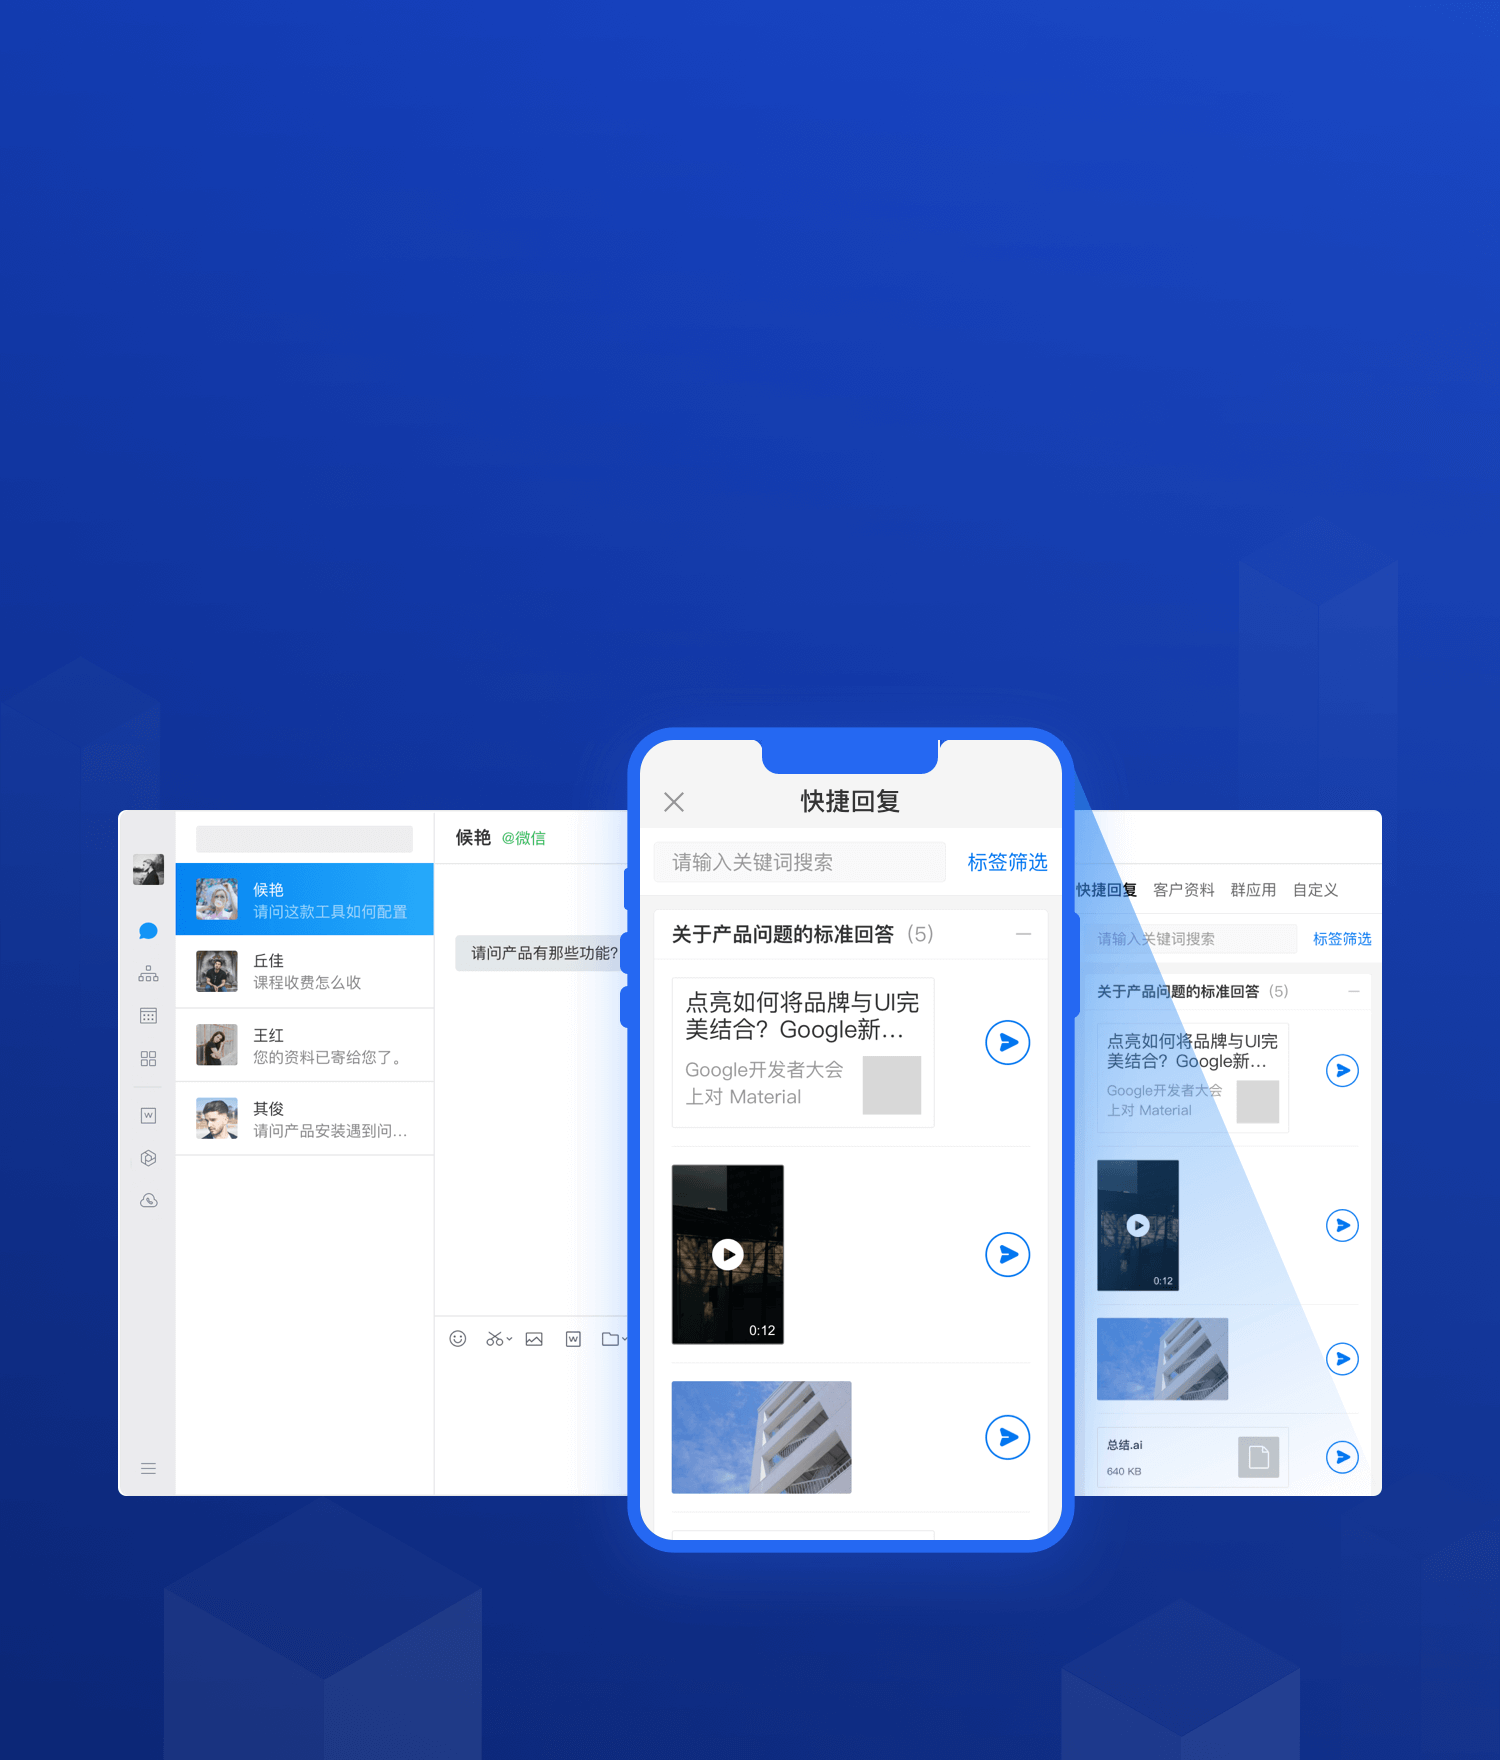 候艳 @微信
候艳
请问这款工具如何配置
丘佳
课程收费怎么收
王红
您的资料已寄给您了。
其俊
请问产品安装遇到问...
请问产品有那些功能?
W
W
快捷回复
请输入关键词搜索
标签筛选
关于产品问题的标准回答 (5)
点亮如何将品牌与UI完
美结合? Google新...
Google开发者大会
上对 Material
0:12
快捷回复 客户资料 群应用 自定义
请输入关键词搜索
标签筛选
关于产品问题的标准回答 (5)
点亮如何将品牌与UI完
美结合? Google新...
Google开发者大会
上对 Material
0:12
总结.ai
640 KB